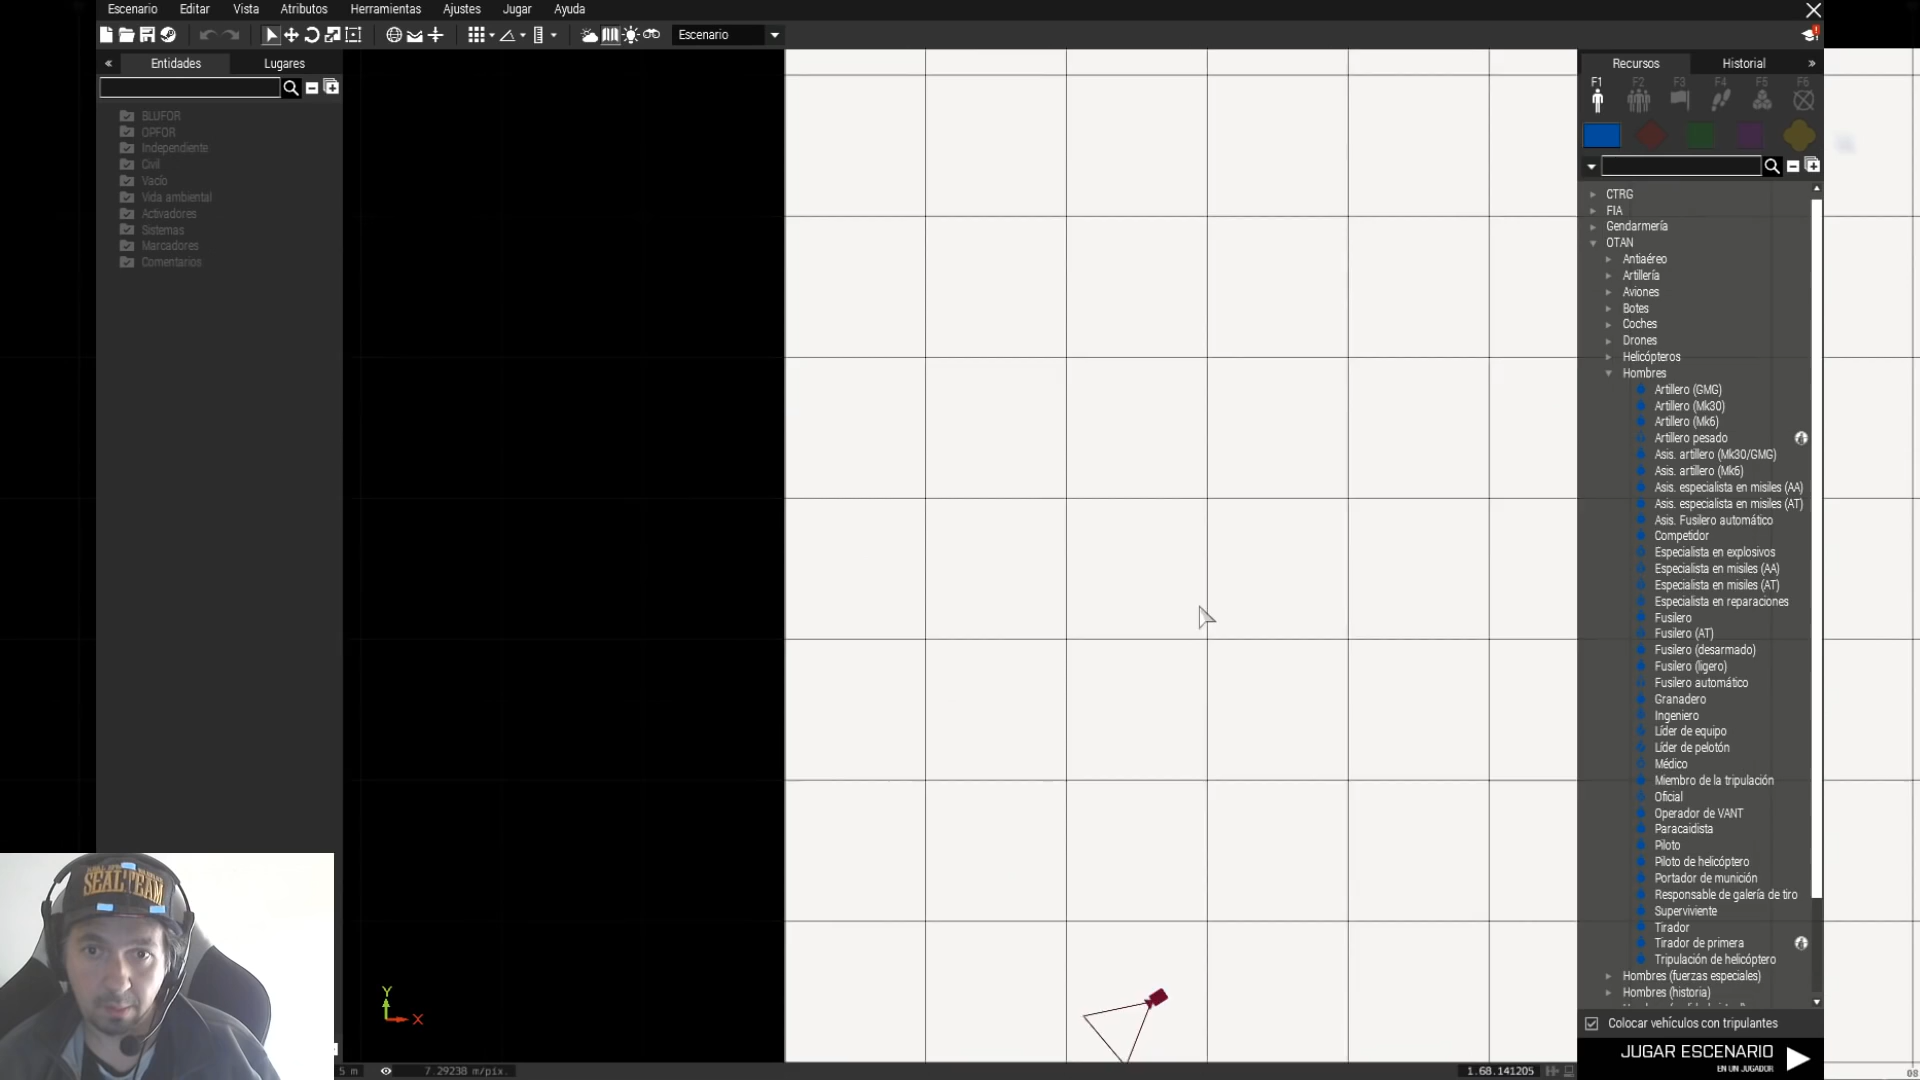 Escenario Editar Vista Atributos Herramientas Ajustes Jugar Ayuda
Escenario
« Entidades Lugares
BLUFOR
OPFOR
Independiente
Civil
Vacío
Vida ambiental
Activadores
Sistemas
Marcadores
Comentarios
Recursos Historial »
F1 F2 F3 F4 F5 F6
CTRG
FIA
Gendarmería
OTAN
Antiaéreo
Artillería
Aviones
Botes
Coches
Drones
Helicópteros
Hombres
Artillero (GMG)
Artillero (Mk30)
Artillero (Mk6)
Artillero pesado
Asis. artillero (Mk30/GMG)
Asis. artillero (Mk6)
Asis. especialista en misiles (AA)
Asis. especialista en misiles (AT)
Asis. Fusilero automático
Competidor
Especialista en explosivos
Especialista en misiles (AA)
Especialista en misiles (AT)
Especialista en reparaciones
Fusilero
Fusilero (AT)
Fusilero (desarmado)
Fusilero (ligero)
Fusilero automático
Granadero
Ingeniero
Líder de equipo
Líder de pelotón
Médico
Miembro de la tripulación
Oficial
Operador de VANT
Paracaidista
Piloto
Piloto de helicóptero
Portador de munición
Responsable de galería de tiro
Superviviente
Tirador
Tirador de primera
Tripulación de helicóptero
Hombres (fuerzas especiales)
Hombres (historia)
Colocar vehículos con tripulantes
JUGAR ESCENARIO
EN UN JUGADOR
SEAL TEAM
Y
X
5 m 7.29238 m/pix. 1.68.141205
08